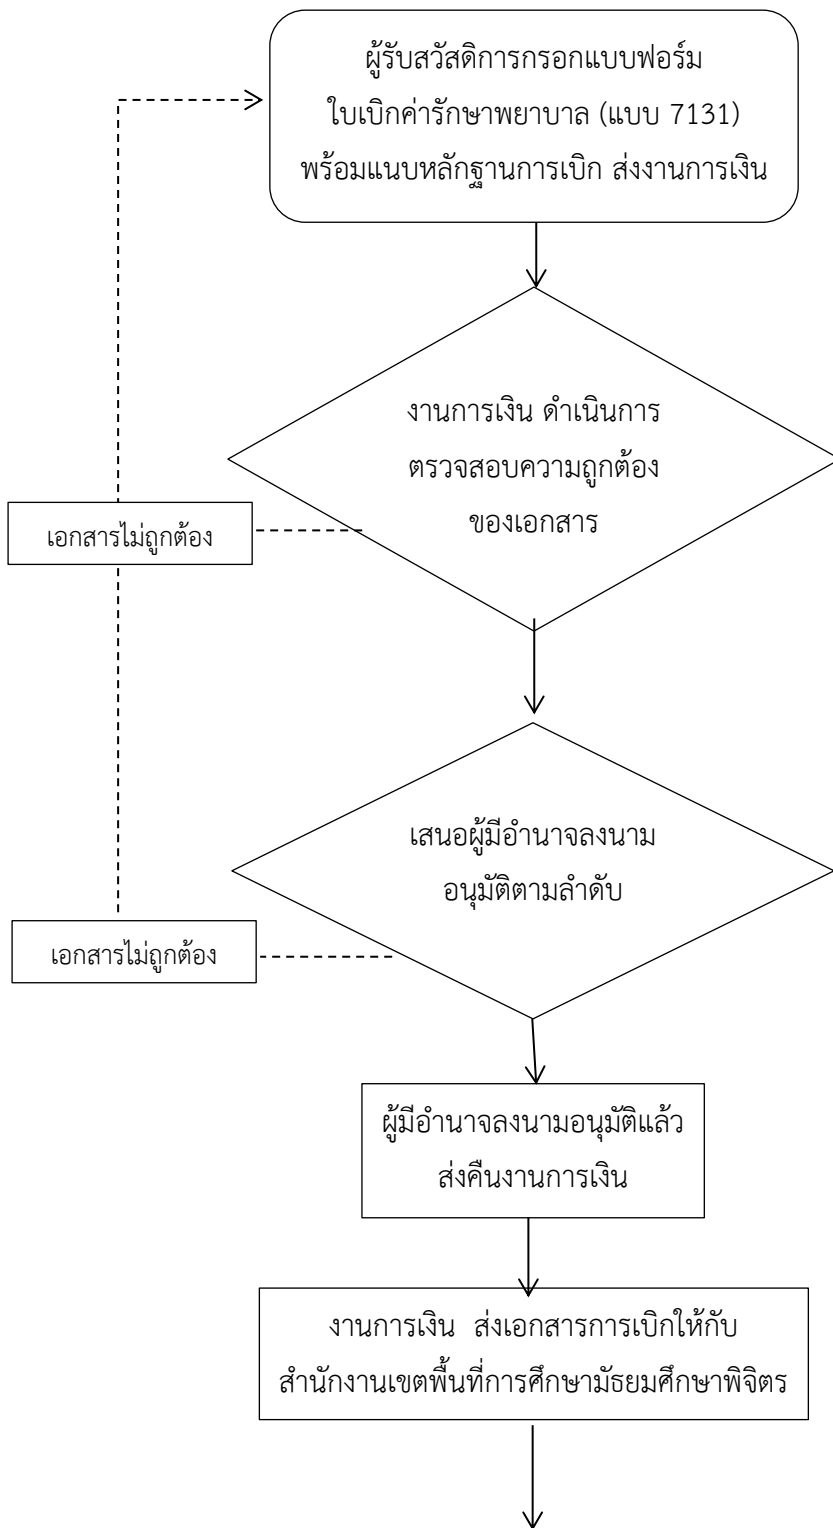 ผู้รับสวัสดิการกรอกแบบฟอร์ม
ใบเบิกค่ารักษาพยาบาล (แบบ 7131)
พร้อมแนบหลักฐานการเบิก ส่งงานการเงิน
งานการเงิน ดำเนินการ
ตรวจสอบความถูกต้อง
ของเอกสาร
เอกสารไม่ถูกต้อง
เสนอผู้มีอำนาจลงนาม
อนุมัติตามลำดับ
เอกสารไม่ถูกต้อง
ผู้มีอำนาจลงนามอนุมัติแล้ว
ส่งคืนงานการเงิน
งานการเงิน  ส่งเอกสารการเบิกให้กับ
สำนักงานเขตพื้นที่การศึกษามัธยมศึกษาพิจิตร